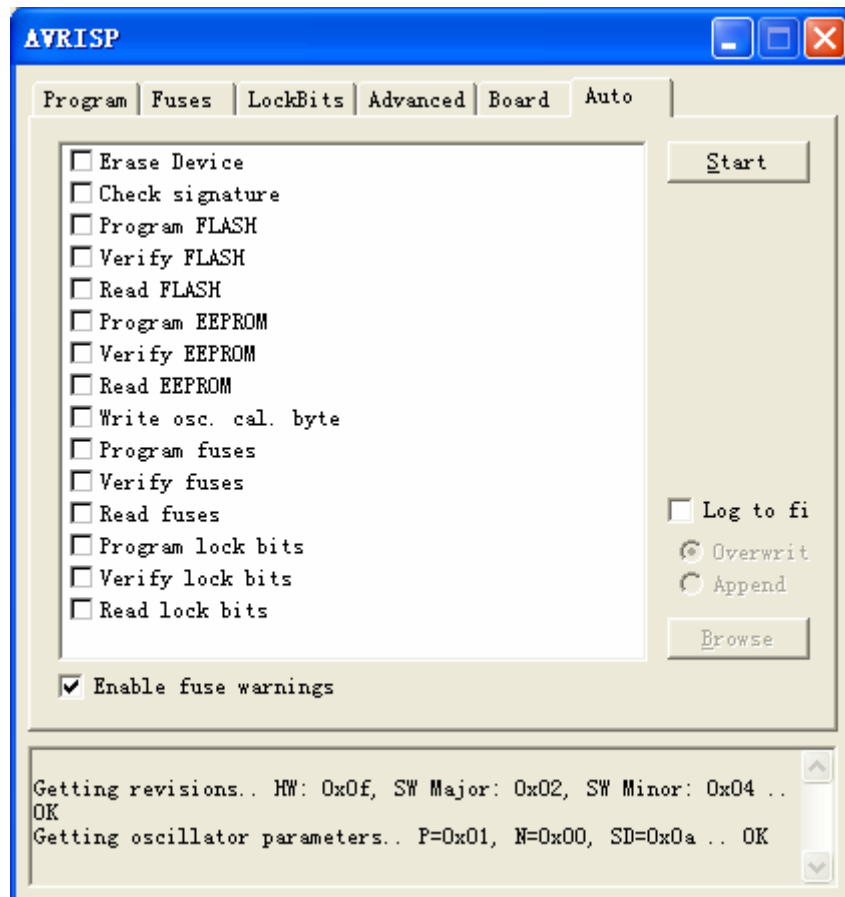 AVRISP
Program Fuses LockBits Advanced Board Auto
Erase Device
Check signature
Program FLASH
Verify FLASH
Read FLASH
Program EEPROM
Verify EEPROM
Read EEPROM
Write osc. cal. byte
Program fuses
Verify fuses
Read fuses
Program lock bits
Verify lock bits
Read lock bits
Start
Log to fi
Overwrit
Append
Browse
Enable fuse warnings
Getting revisions.. HW: 0x0f, SW Major: 0x02, SW Minor: 0x04 ..
OK
Getting oscillator parameters.. P=0x01, N=0x00, SD=0x0a .. OK